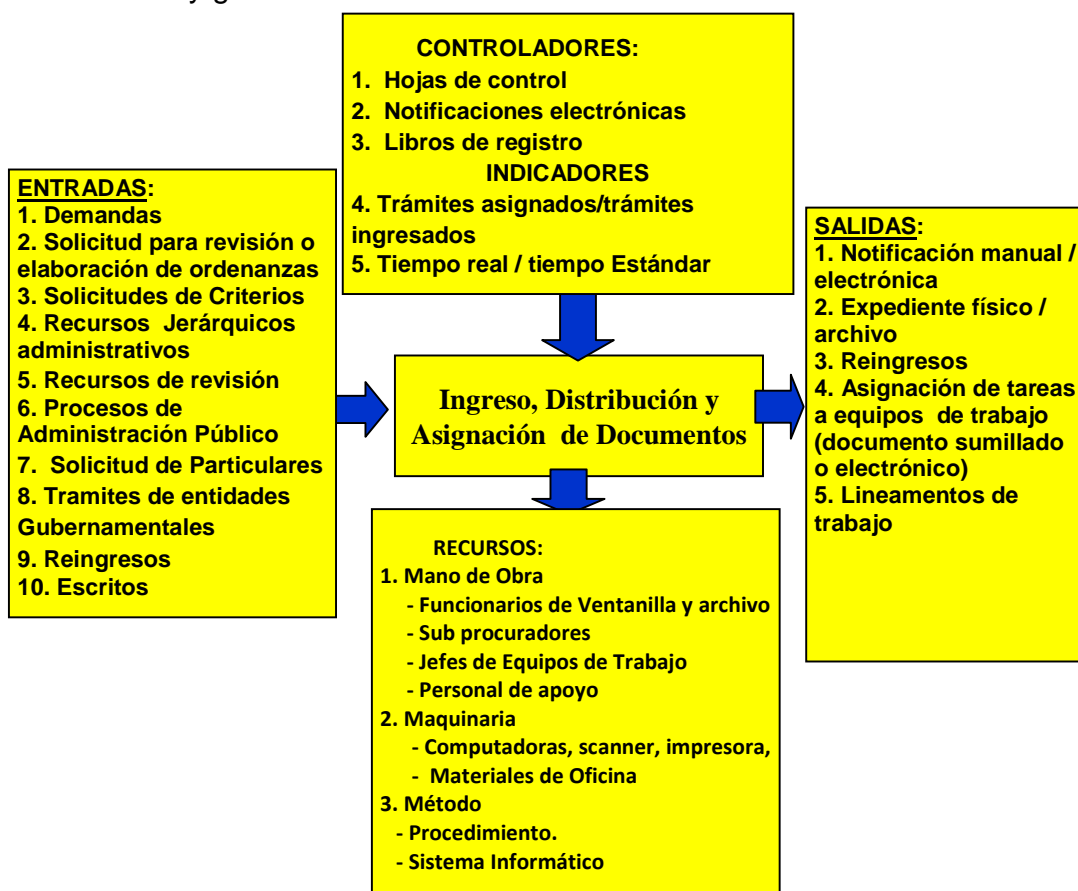 CONTROLADORES:
1. Hojas de control
2. Notificaciones electrónicas
3. Libros de registro
INDICADORES
4. Trámites asignados/trámites
ingresados
5. Tiempo real / tiempo Estándar
ENTRADAS:
1. Demandas
2. Solicitud para revisión o
elaboración de ordenanzas
3. Solicitudes de Criterios
4. Recursos Jerárquicos
administrativos
5. Recursos de revisión
6. Procesos de
Administración Público
7. Solicitud de Particulares
8. Tramites de entidades
Gubernamentales
9. Reingresos
10. Escritos
Ingreso, Distribución y
Asignación de Documentos
SALIDAS:
1. Notificación manual /
electrónica
2. Expediente físico /
archivo
3. Reingresos
4. Asignación de tareas
a equipos de trabajo
(documento sumillado
o electrónico)
5. Lineamentos de
trabajo
RECURSOS:
1. Mano de Obra
- Funcionarios de Ventanilla y archivo
- Sub procuradores
- Jefes de Equipos de Trabajo
- Personal de apoyo
2. Maquinaria
- Computadoras, scanner, impresora,
- Materiales de Oficina
3. Método
- Procedimiento.
- Sistema Informático